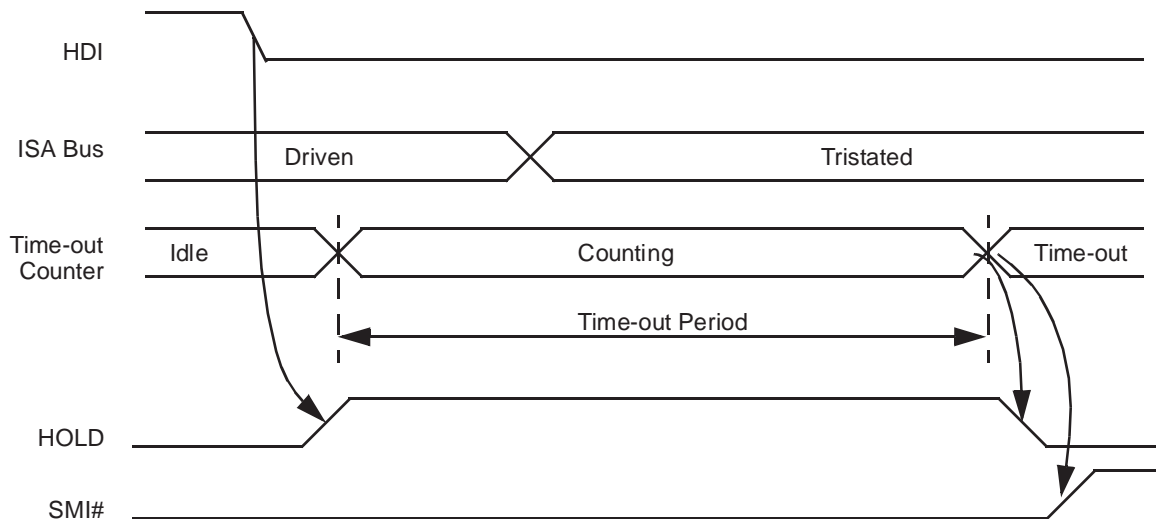 HDI
ISA Bus
Driven
Tristated
Time-out
Counter
Idle
Counting
Time-out
Time-out Period
HOLD
SMI#